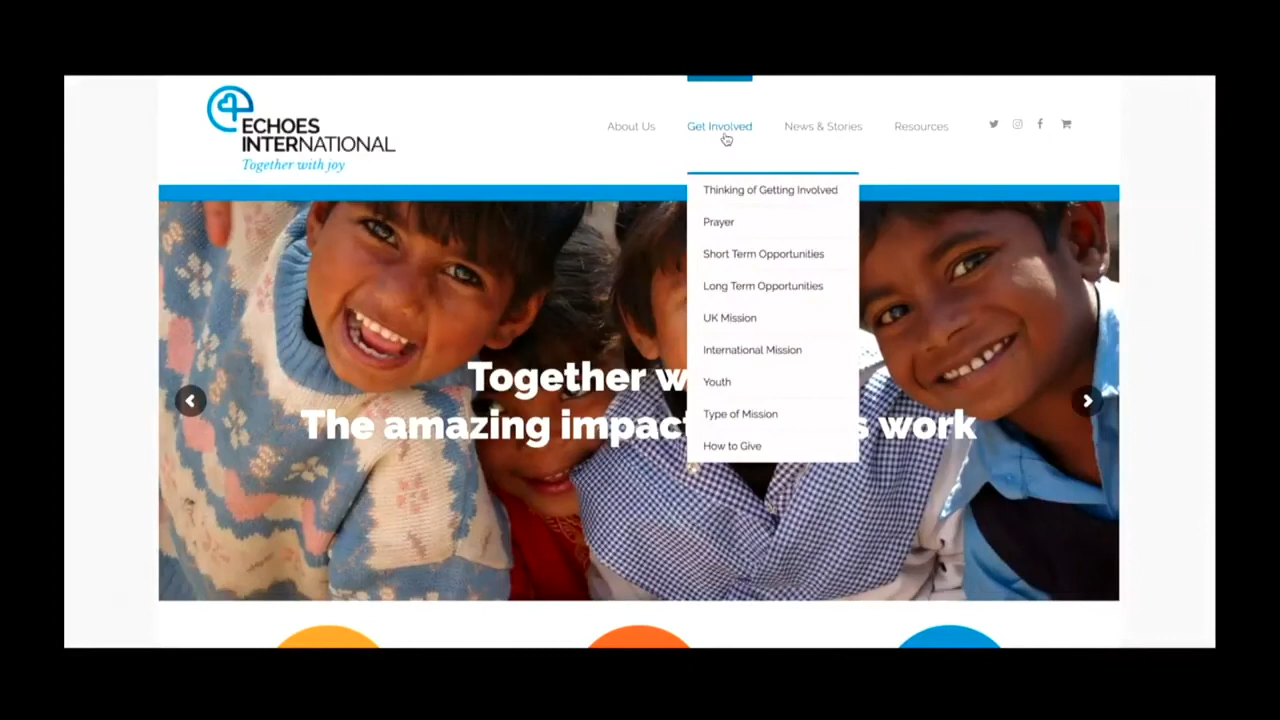 ECHOES
INTERNATIONAL
Together with joy
About Us
Get Involved
News & Stories
Resources
Thinking of Getting Involved
Prayer
Short Term Opportunities
Long Term Opportunities
UK Mission
International Mission
Youth
Type of Mission
How to Give
Together
The amazing impact work